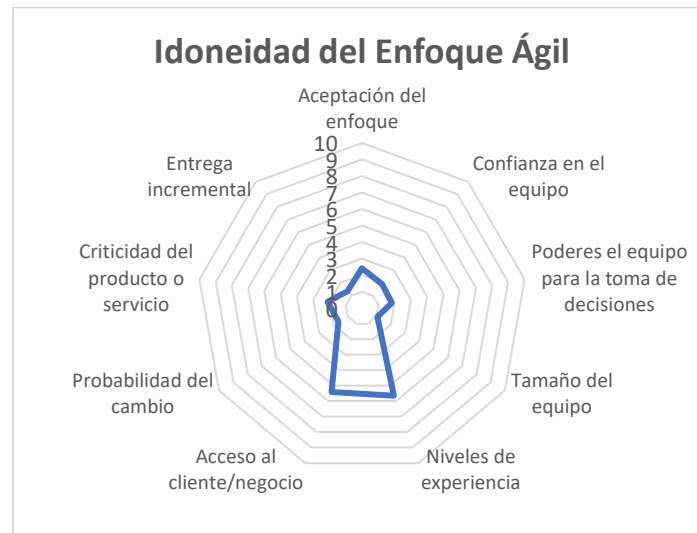 Idoneidad del Enfoque Ágil
Aceptación del
enfoque
Confianza en el
equipo
Poderes el equipo
para la toma de
decisiones
Tamaño del
equipo
Niveles de
experiencia
Acceso al
cliente/negocio
Probabilidad del
cambio
Criticidad del
producto o
servicio
Entrega
incremental
10
9
8
7
6
5
4
3
2
1
0